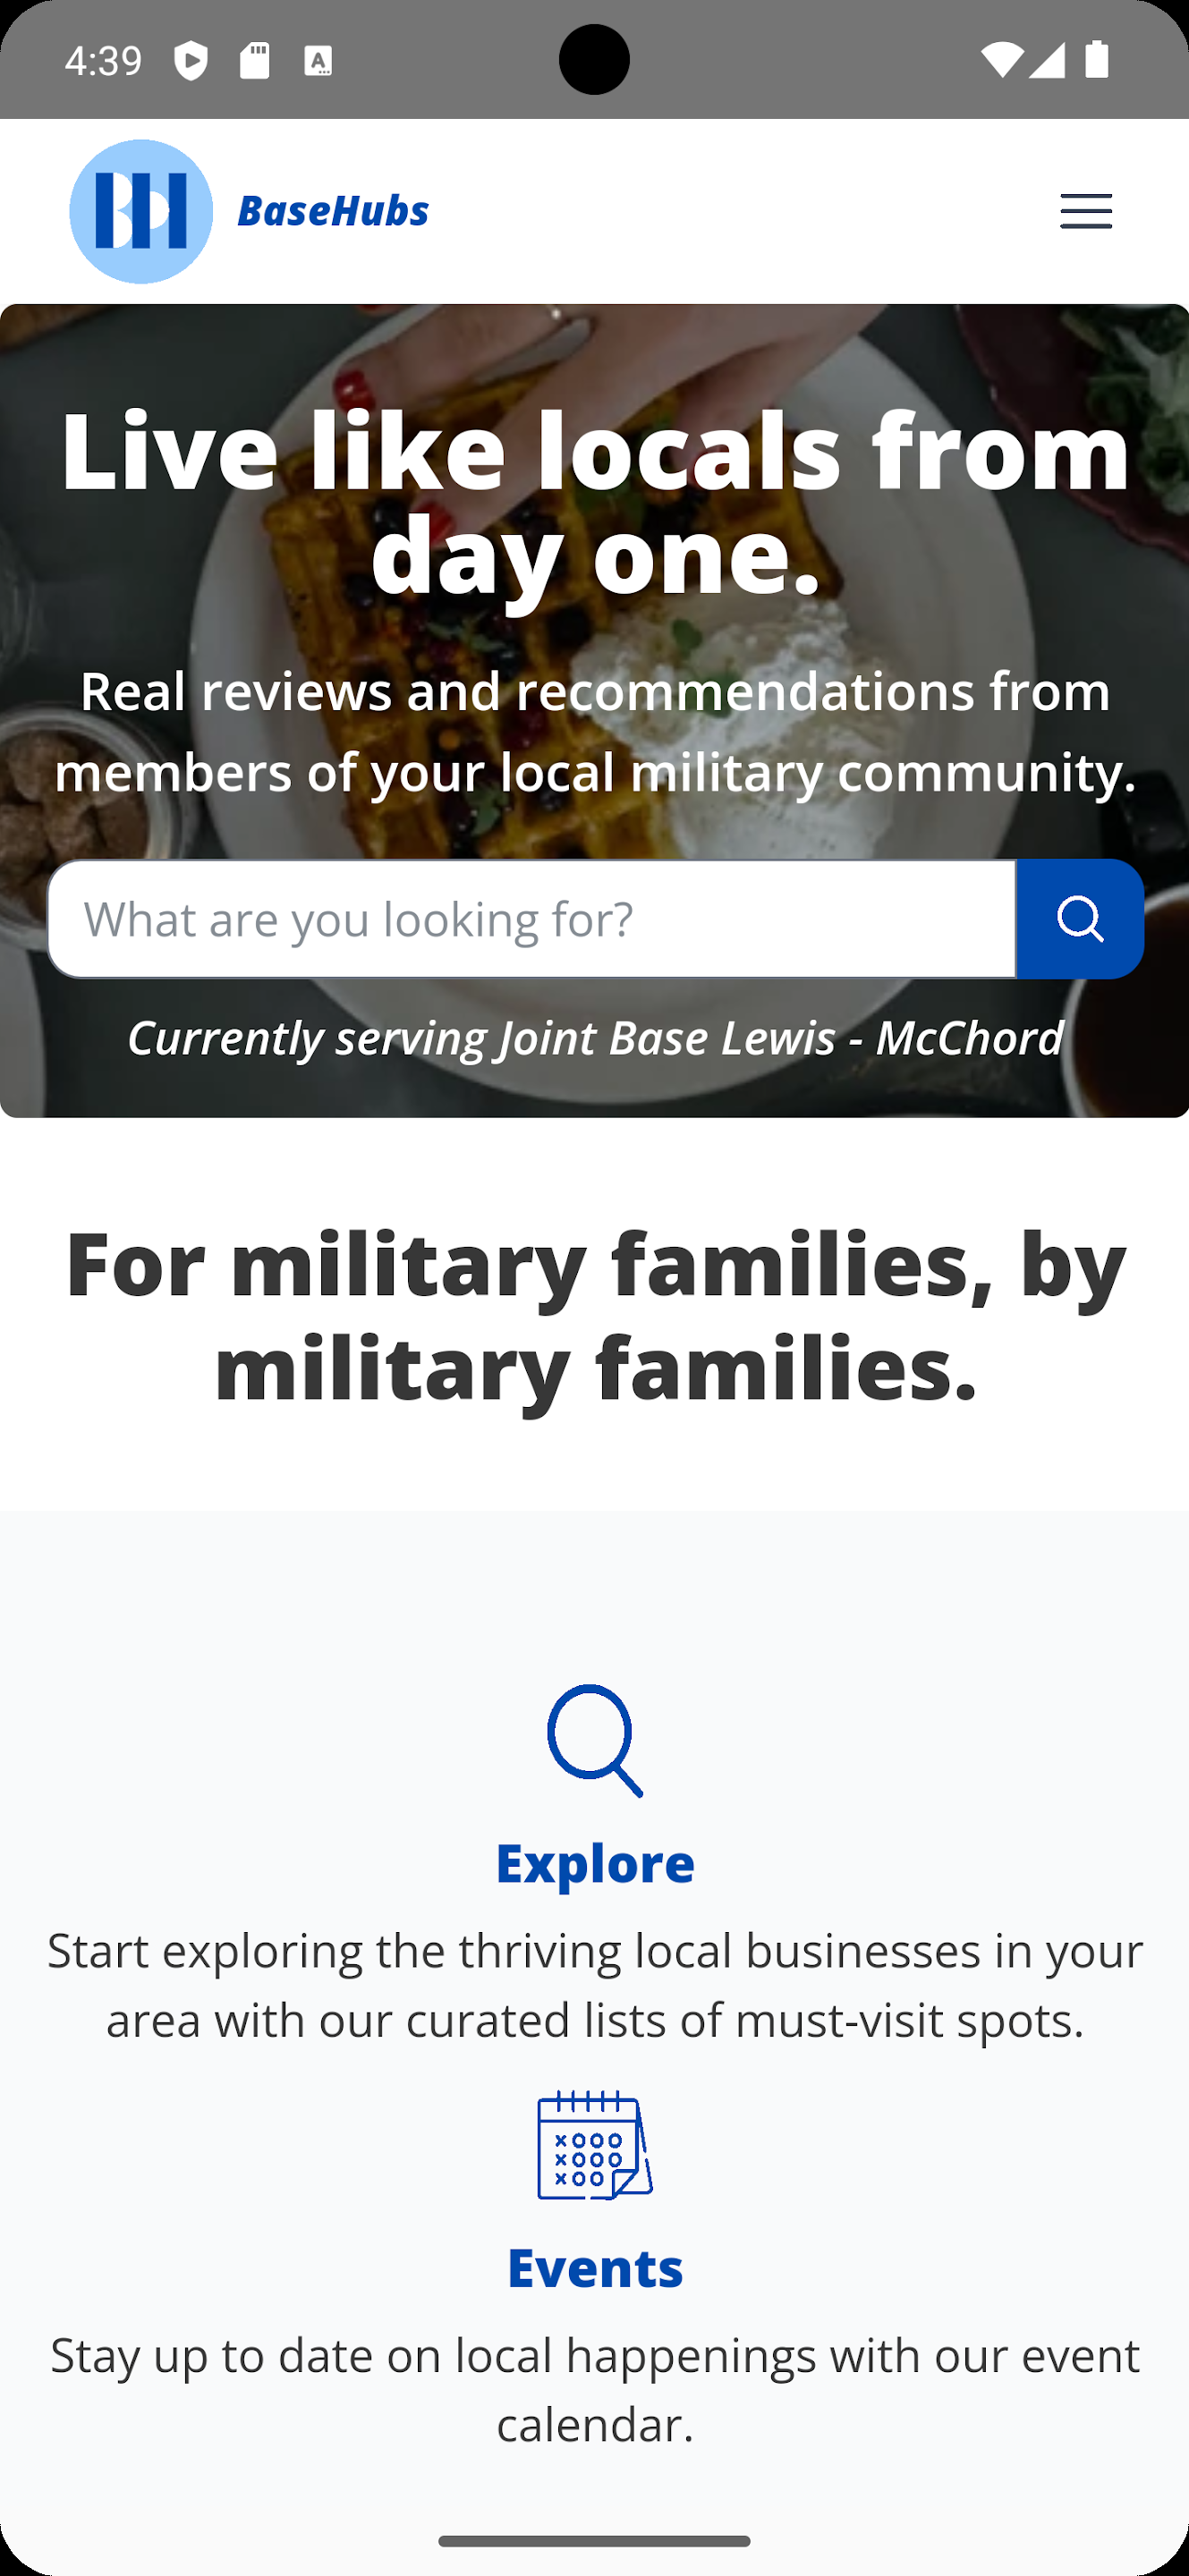 4:39
BaseHubs
Live like locals from
day one.
Real reviews and recommendations from
members of your local military community.
What are you looking for?
Currently serving Joint Base Lewis - McChord
For military families, by
military families.
Explore
Start exploring the thriving local businesses in your
area with our curated lists of must-visit spots.
Events
Stay up to date on local happenings with our event
calendar.